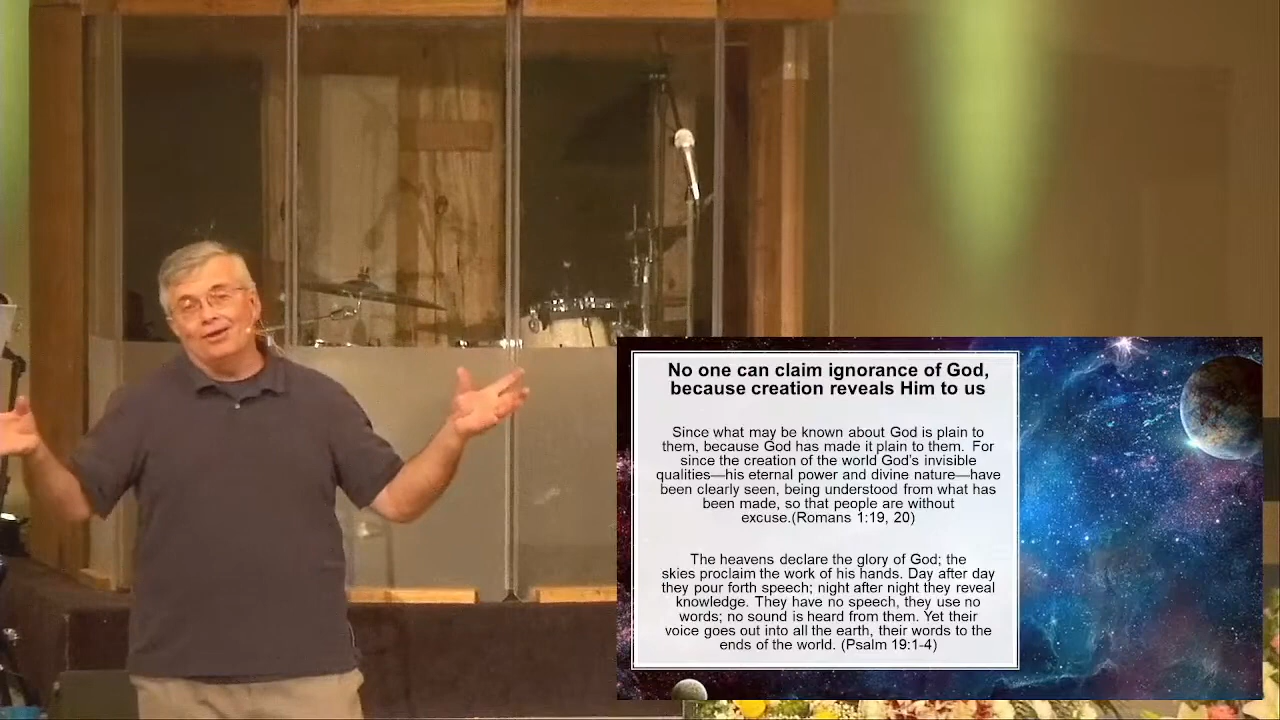 No one can claim ignorance of God,
because creation reveals Him to us
Since what may be known about God is plain to
them, because God has made it plain to them. For
since the creation of the world God's invisible
qualities—his eternal power and divine nature—have
been clearly seen, being understood from what has
been made, so that people are without
excuse.(Romans 1:19, 20)
The heavens declare the glory of God; the
skies proclaim the work of his hands. Day after day
they pour forth speech; night after night they reveal
knowledge. They have no speech, they use no
words; no sound is heard from them. Yet their
voice goes out into all the earth, their words to the
ends of the world. (Psalm 19:1-4)